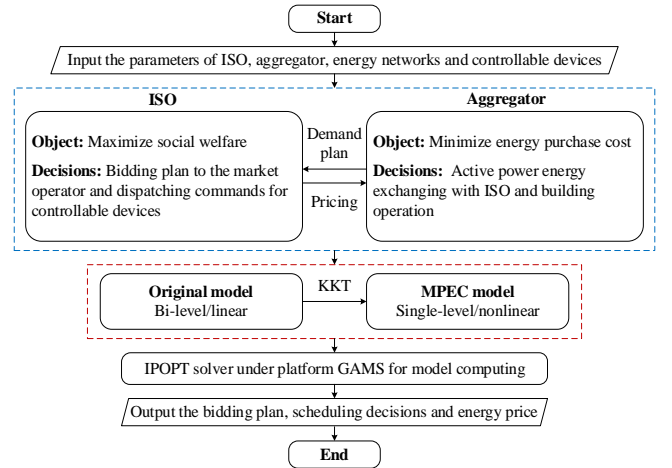 Start
Input the parameters of ISO, aggregator, energy networks and controllable devices
ISO
Object: Maximize social welfare
Decisions: Bidding plan to the market
operator and dispatching commands for
controllable devices
Demand
plan
Pricing
Aggregator
Object: Minimize energy purchase cost
Decisions: Active power energy
exchanging with ISO and building
operation
Original model
Bi-level/linear
KKT
MPEC model
Single-level/nonlinear
IPOPT solver under platform GAMS for model computing
Output the bidding plan, scheduling decisions and energy price
End